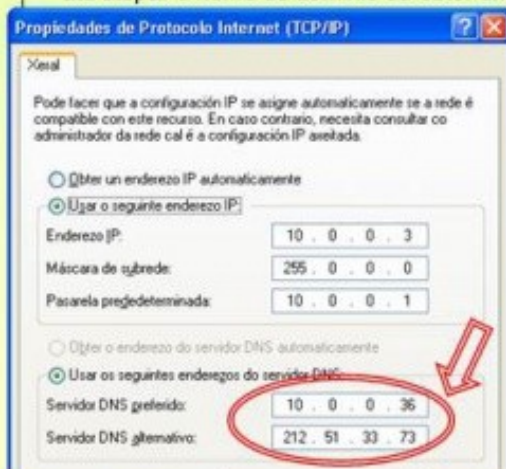 Propiedades de Protocolo Internet (TCP/IP)
Xeral
Pode facer que a configuración IP se asigne automaticamente se a rede é
compatible con este recurso. En caso contrario, necesita consultar co
administrador da rede cal é a configuración IP axeitada.
Obter un enderezo IP automaticamente
Usar o seguinte enderezo IP:
Enderezo IP: 10 . 0 . 0 . 3
Máscara de subrede: 255 . 0 . 0 . 0
Pasarela predeterminada: 10 . 0 . 0 . 1
Obter o enderezo do servidor DNS automaticamente
Usar os seguintes enderezos do servidor DNS:
Servidor DNS preferido: 10 . 0 . 0 . 36
Servidor DNS alternativo: 212 . 51 . 33 . 73